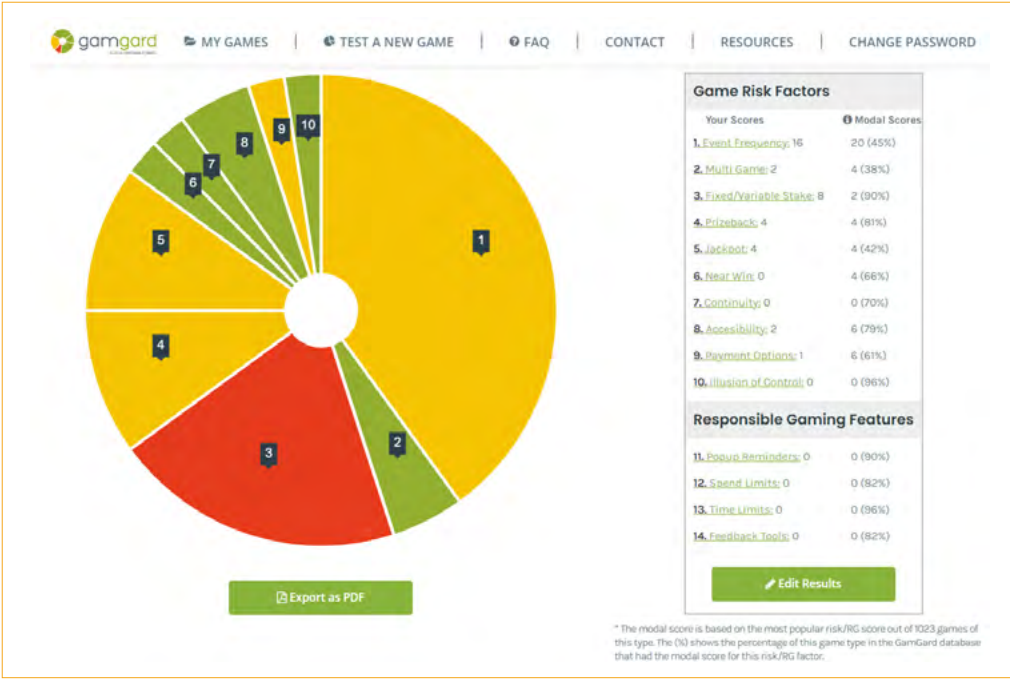 gamgard
MY GAMES | TEST A NEW GAME | FAQ | CONTACT | RESOURCES | CHANGE PASSWORD
10
9
8
7
6
5
1
4
2
3
Export as PDF
Game Risk Factors
Your Scores Modal Scores
1. Event Frequency: 16 20 (45%)
2. Multi Game: 2 4 (38%)
3. Fixed/Variable Stake: 8 2 (90%)
4. Prizeback: 4 4 (81%)
5. Jackpot: 4 4 (42%)
6. Near Win: 0 4 (66%)
7. Continuity: 0 0 (70%)
8. Accesibility: 2 6 (79%)
9. Payment Options: 1 6 (61%)
10. Illusion of Control: 0 0 (96%)
Responsible Gaming Features
11. Popup Reminders: 0 0 (90%)
12. Spend Limits: 0 0 (82%)
13. Time Limits: 0 0 (96%)
14. Feedback Tools: 0 0 (82%)
Edit Results
* The modal score is based on the most popular risk/RG score out of 1023 games of
this type. The (%) shows the percentage of this game type in the GamGard database
that had the modal score for this risk/RG factor.